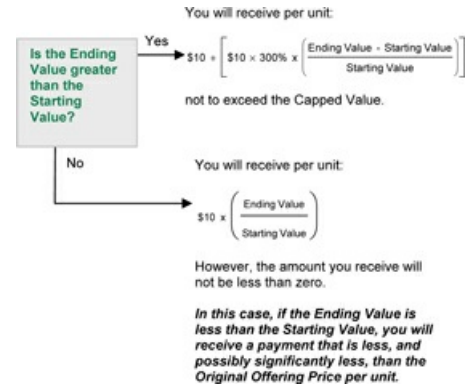 You will receive per unit:
Is the Ending
Value greater
than the
Starting
Value?
Yes
$10 + [ $10 × 300% x ( Ending Value - Starting Value / Starting Value ) ]
not to exceed the Capped Value.
No
You will receive per unit:
$10 x ( Ending Value / Starting Value )
However, the amount you receive will
not be less than zero.
In this case, if the Ending Value is
less than the Starting Value, you will
receive a payment that is less, and
possibly significantly less, than the
Original Offering Price per unit.